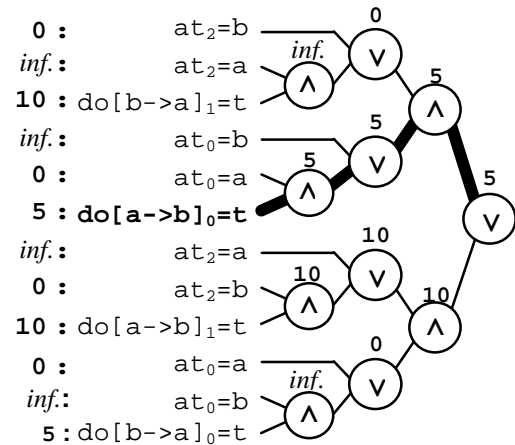 0 : at₂=b
inf.: at₂=a
10 : do[b->a]₁=t
inf.: at₀=b
0 : at₀=a
5 : do[a->b]₀=t
inf.: at₂=a
0 : at₂=b
10 : do[a->b]₁=t
0 : at₀=a
inf.: at₀=b
5 : do[b->a]₀=t
0
∨
inf.
∧
5
∧
5
∨
5
∧
5
∨
10
∨
10
∧
10
∧
0
∨
inf.
∧